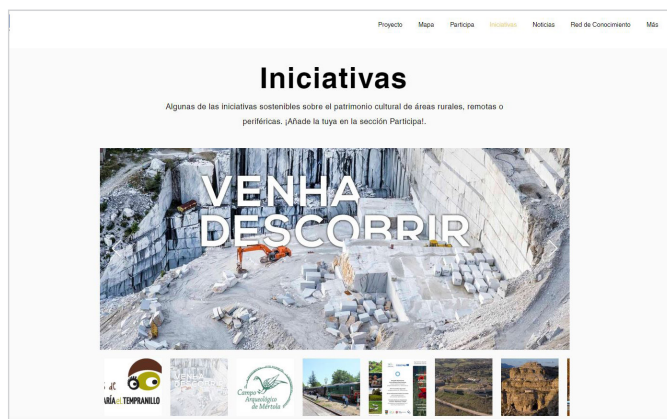 Proyecto Mapa Participa Iniciativas Noticias Red de Conocimiento Más
Iniciativas
Algunas de las iniciativas sostenibles sobre el patrimonio cultural de áreas rurales, remotas o
periféricas. ¡Añade la tuya en la sección Participa!.
VENHA
DESCOBRIR
ARÍA el TEMPRANILLO
Campo
Arqueológico
de Mértola